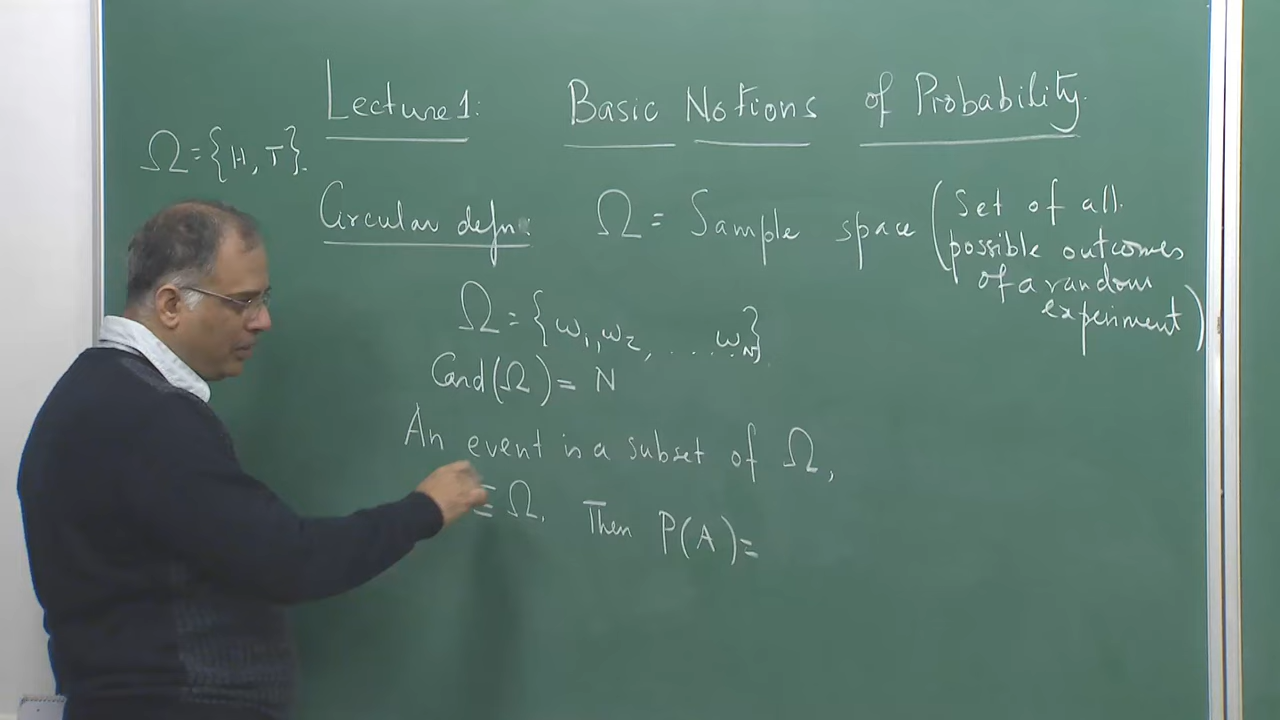 Lecture 1: Basic Notions of Probability.
Ω = {H, T}.
Circular defn: Ω = Sample space (Set of all possible outcomes of a random experiment)
Ω = {ω₁, ω₂, ..... ω_N}.
Card(Ω) = N
An event is a subset of Ω,
⊆ Ω. Then P(A) =